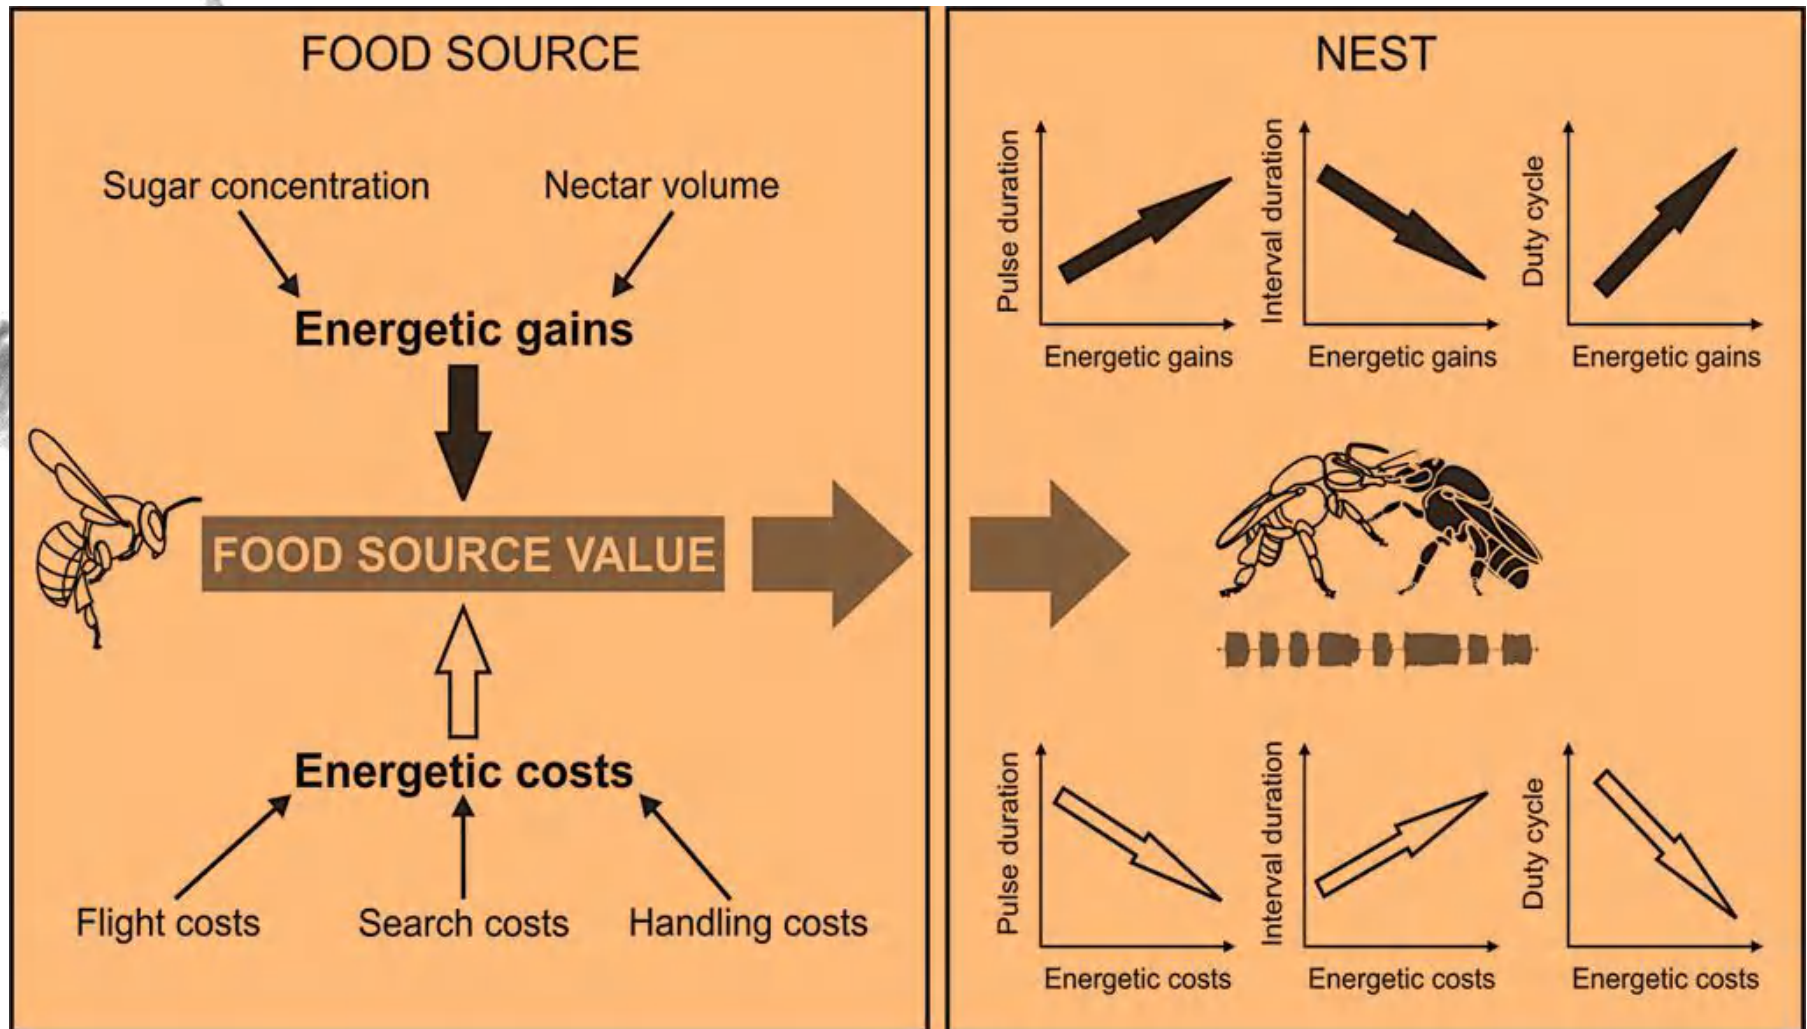 FOOD SOURCE
Sugar concentration
Nectar volume
Energetic gains
FOOD SOURCE VALUE
Energetic costs
Flight costs
Search costs
Handling costs
NEST
Pulse duration
Energetic gains
Interval duration
Energetic gains
Duty cycle
Energetic gains
Pulse duration
Energetic costs
Interval duration
Energetic costs
Duty cycle
Energetic costs